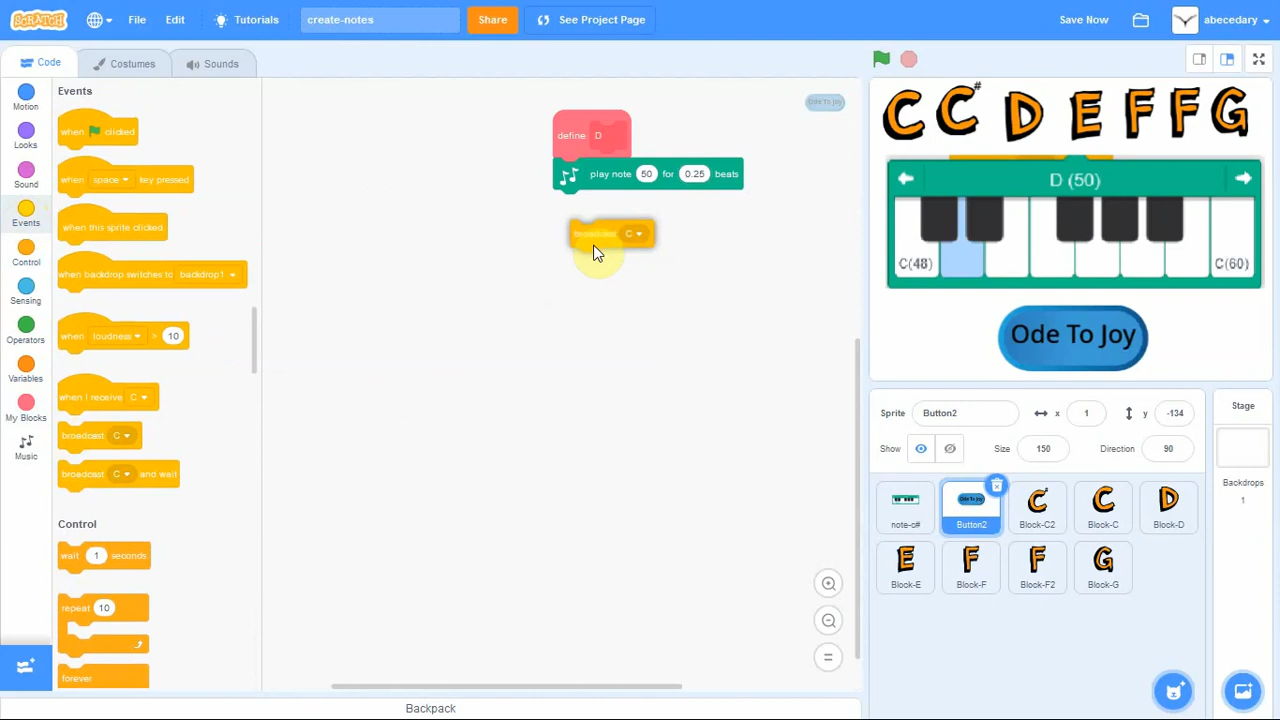 SCRATCH File Edit Tutorials create-notes Share See Project Page Save Now abecedary
Code Costumes Sounds
Motion
Looks
Sound
Events
Control
Sensing
Operators
Variables
My Blocks
Music
Events
when clicked
when space key pressed
when this sprite clicked
when backdrop switches to backdrop1
when loudness > 10
when I receive C
broadcast C
broadcast C and wait
Control
wait 1 seconds
repeat 10
forever
Ode To Joy
define D
play note 50 for 0.25 beats
broadcast C
C C# D E F F G
D (50)
C(48) C(60)
Ode To Joy
Sprite Button2 x 1 y -134
Show Size 150 Direction 90
Stage
Backdrops
1
note-c# Button2 Block-C2 Block-C Block-D
Block-E Block-F Block-F2 Block-G
Backpack